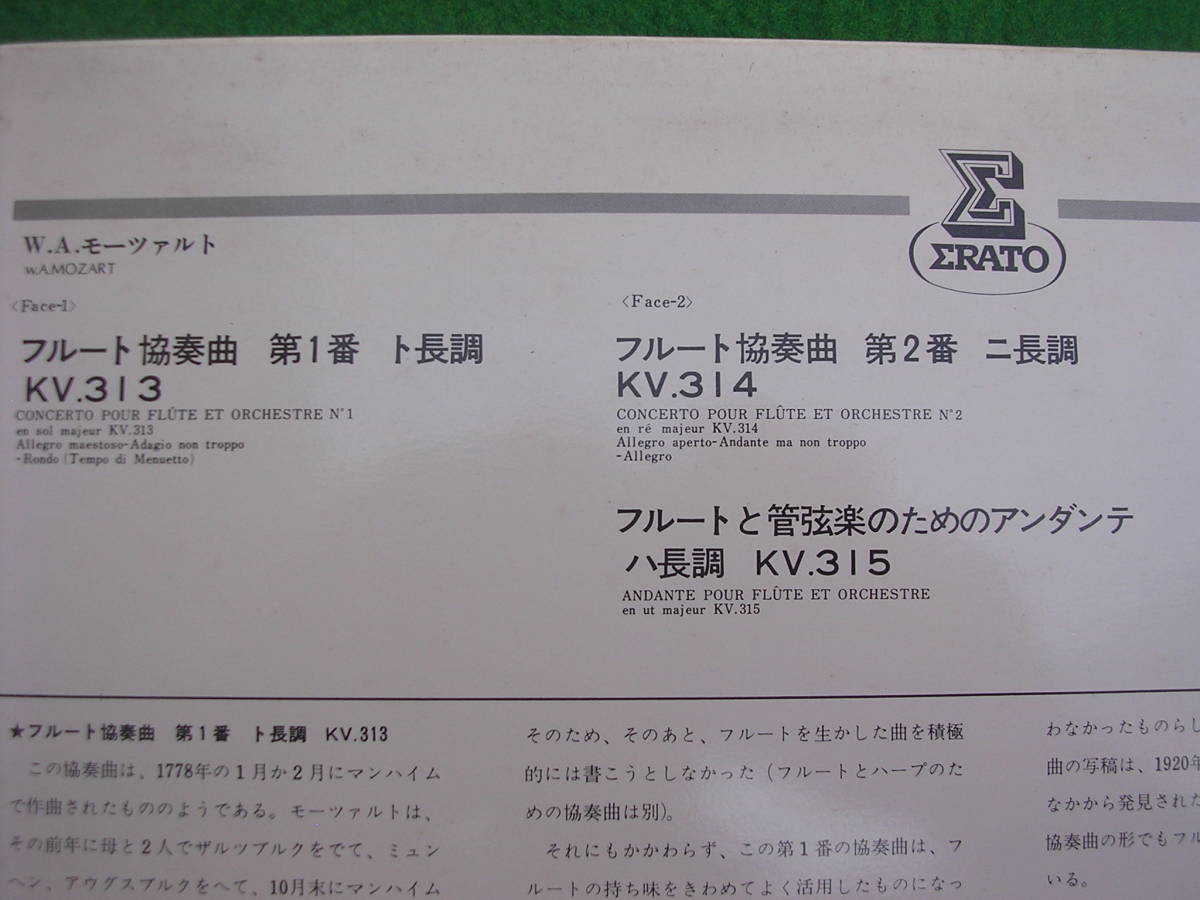 W.A.モーツァルト
W.A.MOZART
ΣRATO
〈Face-1〉
フルート協奏曲 第1番 ト長調
KV.313
CONCERTO POUR FLÛTE ET ORCHESTRE N°1
en sol majeur KV.313
Allegro maestoso-Adagio non troppo
-Rondo (Tempo di Menuetto)
〈Face-2〉
フルート協奏曲 第2番 ニ長調
KV.314
CONCERTO POUR FLÛTE ET ORCHESTRE N°2
en ré majeur KV.314
Allegro aperto-Andante ma non troppo
-Allegro
フルートと管弦楽のためのアンダンテ
ハ長調 KV.315
ANDANTE POUR FLÛTE ET ORCHESTRE
en ut majeur KV.315
★フルート協奏曲 第1番 ト長調 KV.313
この協奏曲は、1778年の1月か2月にマンハイム
で作曲されたもののようである。モーツァルトは、
その前年に母と2人でザルツブルクをでて、ミュン
ヘン、アウグスブルクをへて、10月末にマンハイム
そのため、そのあと、フルートを生かした曲を積極
的には書こうとしなかった(フルートとハープのた
めの協奏曲は別)。
それにもかかわらず、この第1番の協奏曲は、フ
ルートの持ち味をきわめてよく活用したものになっ
わなかったものらし
曲の写稿は、1920年
なかから発見された
協奏曲の形でもフル
いる。